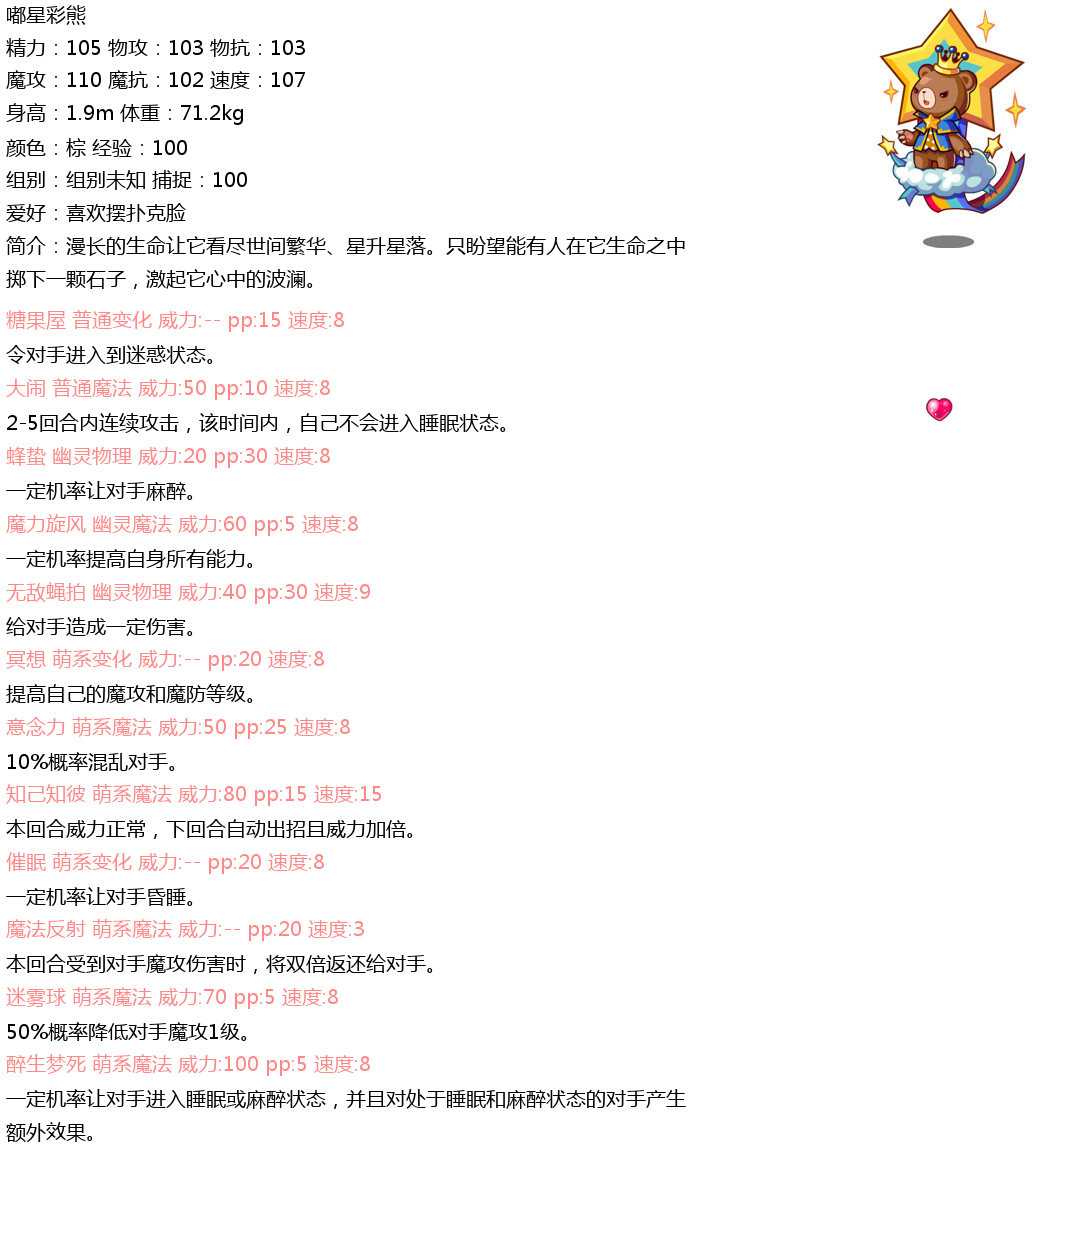 嘟星彩熊
精力：105 物攻：103 物抗：103
魔攻：110 魔抗：102 速度：107
身高：1.9m 体重：71.2kg
颜色：棕 经验：100
组别：组别未知 捕捉：100
爱好：喜欢摆扑克脸
简介：漫长的生命让它看尽世间繁华、星升星落。只盼望能有人在它生命之中
掷下一颗石子，激起它心中的波澜。
糖果屋 普通变化 威力:-- pp:15 速度:8
令对手进入到迷惑状态。
大闹 普通魔法 威力:50 pp:10 速度:8
2-5回合内连续攻击，该时间内，自己不会进入睡眠状态。
蜂蛰 幽灵物理 威力:20 pp:30 速度:8
一定机率让对手麻醉。
魔力旋风 幽灵魔法 威力:60 pp:5 速度:8
一定机率提高自身所有能力。
无敌蝇拍 幽灵物理 威力:40 pp:30 速度:9
给对手造成一定伤害。
冥想 萌系变化 威力:-- pp:20 速度:8
提高自己的魔攻和魔防等级。
意念力 萌系魔法 威力:50 pp:25 速度:8
10%概率混乱对手。
知己知彼 萌系魔法 威力:80 pp:15 速度:15
本回合威力正常，下回合自动出招且威力加倍。
催眠 萌系变化 威力:-- pp:20 速度:8
一定机率让对手昏睡。
魔法反射 萌系魔法 威力:-- pp:20 速度:3
本回合受到对手魔攻伤害时，将双倍返还给对手。
迷雾球 萌系魔法 威力:70 pp:5 速度:8
50%概率降低对手魔攻1级。
醉生梦死 萌系魔法 威力:100 pp:5 速度:8
一定机率让对手进入睡眠或麻醉状态，并且对处于睡眠和麻醉状态的对手产生
额外效果。